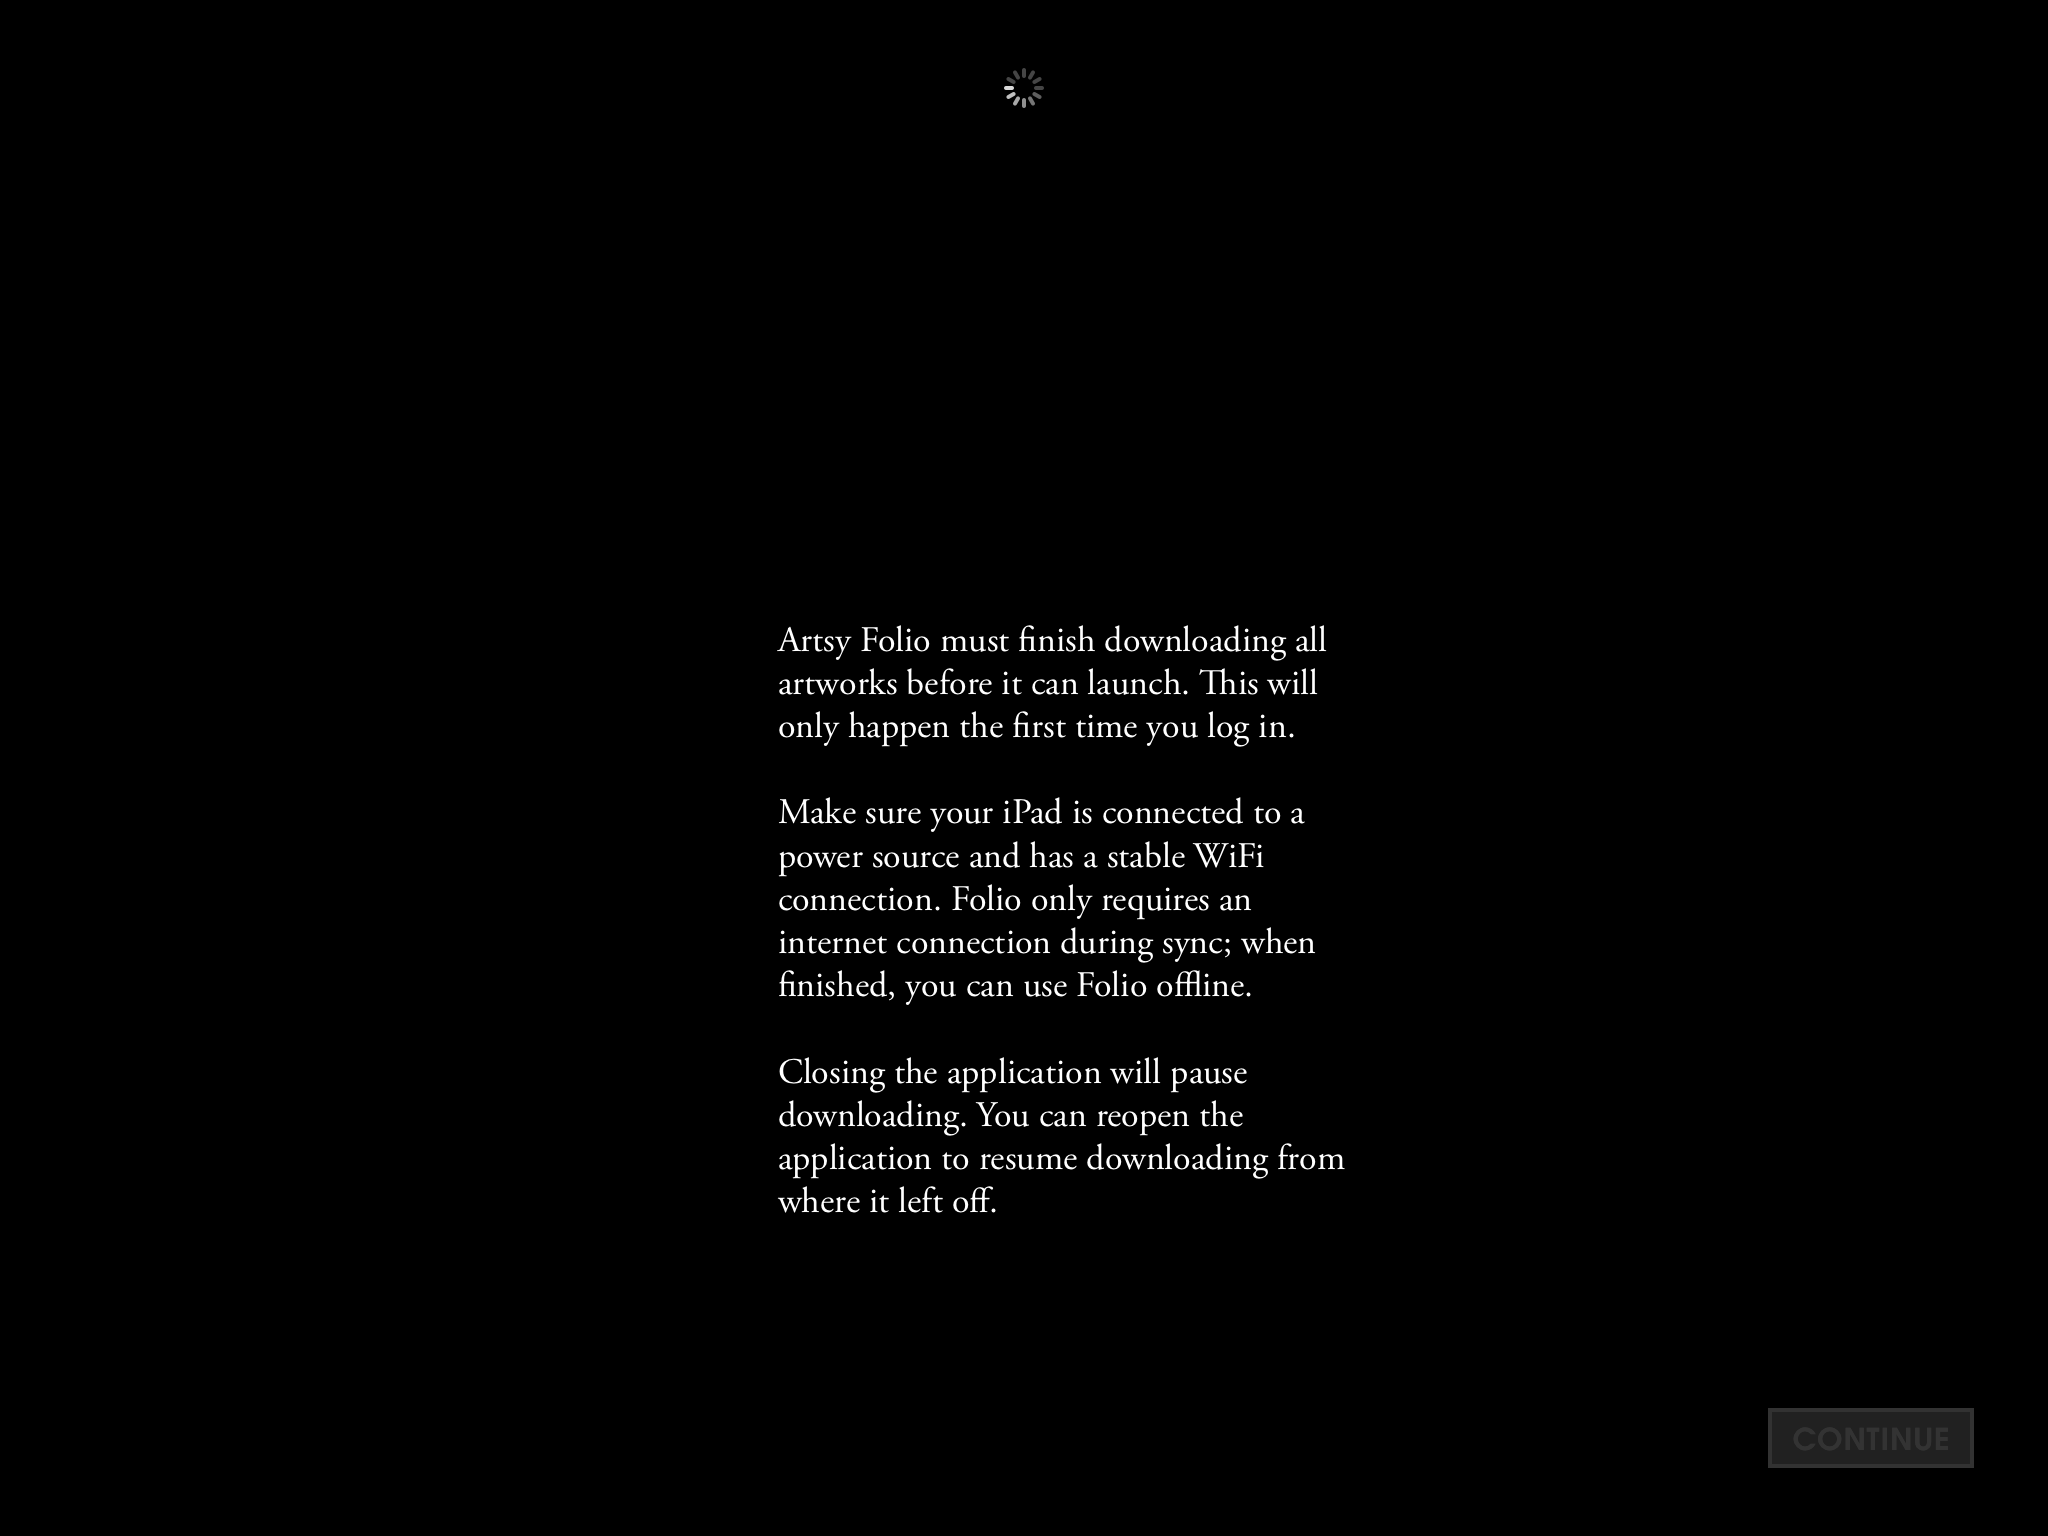 Artsy Folio must finish downloading all
artworks before it can launch. This will
only happen the first time you log in.
Make sure your iPad is connected to a
power source and has a stable WiFi
connection. Folio only requires an
internet connection during sync; when
finished, you can use Folio offline.
Closing the application will pause
downloading. You can reopen the
application to resume downloading from
where it left off.
CONTINUE